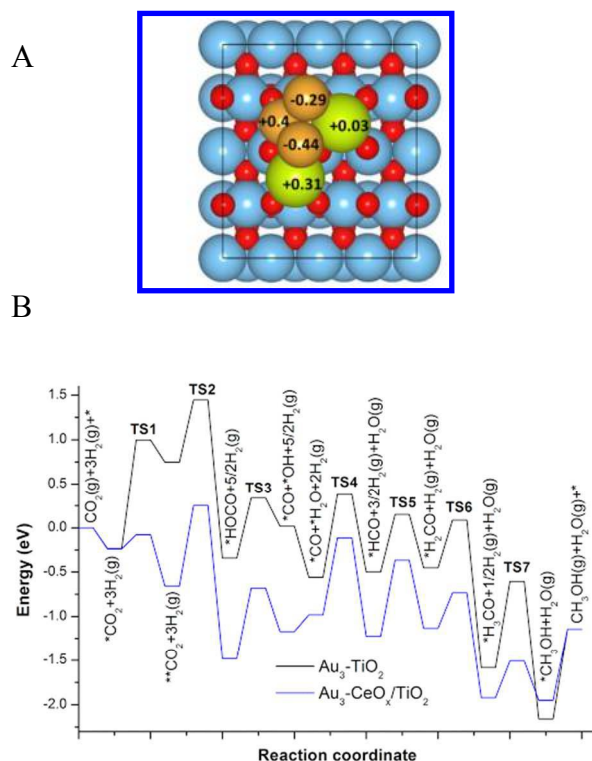 A
-0.29
+0.4
+0.03
-0.44
+0.31
B
Energy (eV)
1.5
1.0
0.5
0.0
-0.5
-1.0
-1.5
-2.0
CO₂(g)+3H₂(g)+*
*CO₂+3H₂(g)
TS1
**CO₂+3H₂(g)
TS2
*HOCO+5/2H₂(g)
TS3
*CO+*OH+5/2H₂(g)
*CO+*H₂O+2H₂(g)
TS4
*HCO+3/2H₂(g)+H₂O(g)
TS5
*H₂CO+H₂(g)+H₂O(g)
TS6
*H₃CO+1/2H₂(g)+H₂O(g)
TS7
*CH₃OH+H₂O(g)
CH₃OH(g)+H₂O(g)+*
Au₃-TiO₂
Au₃-CeOₓ/TiO₂
Reaction coordinate